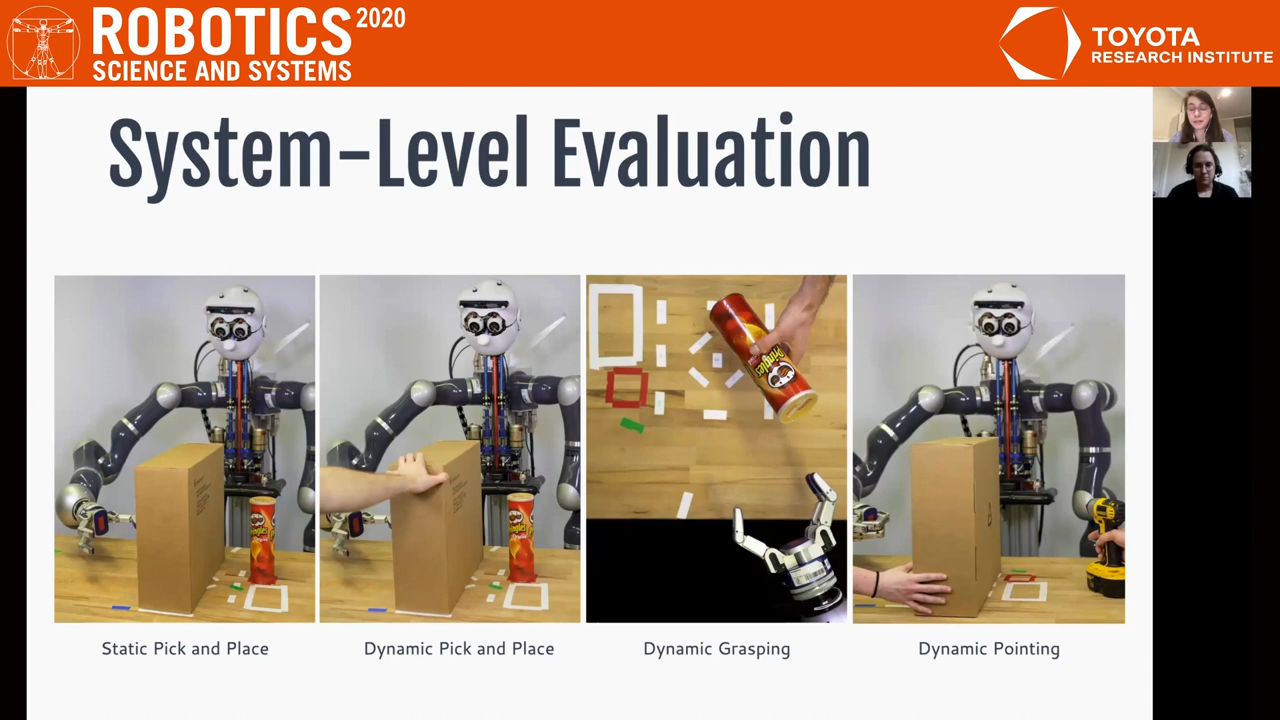 ROBOTICS 2020
SCIENCE AND SYSTEMS
TOYOTA
RESEARCH INSTITUTE
System-Level Evaluation
Pringles
Static Pick and Place
Dynamic Pick and Place
Dynamic Grasping
Dynamic Pointing